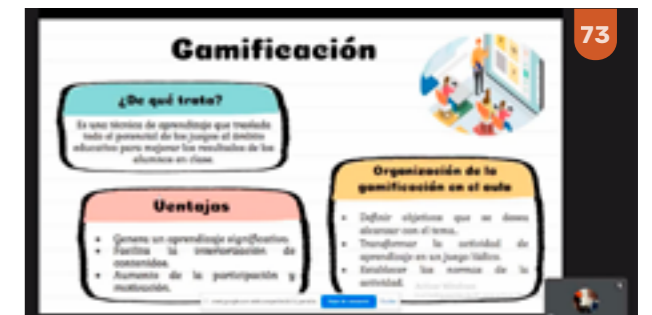 73
Gamificación
¿De qué trata?
Es una técnica de aprendizaje que traslada
todo el potencial de los juegos al ámbito
educativo para mejorar los resultados de los
alumnos en clase.
Ventajas
• Genera un aprendizaje significativo.
• Facilita la interiorización de
contenidos.
• Aumento de la participación y
motivación.
Organización de la
gamificación en el aula
• Definir objetivos que se desea
alcanzar con el tema.
• Transformar la actividad de
aprendizaje en un juego lúdico.
• Establecer las normas de la
actividad.
Activar Windows